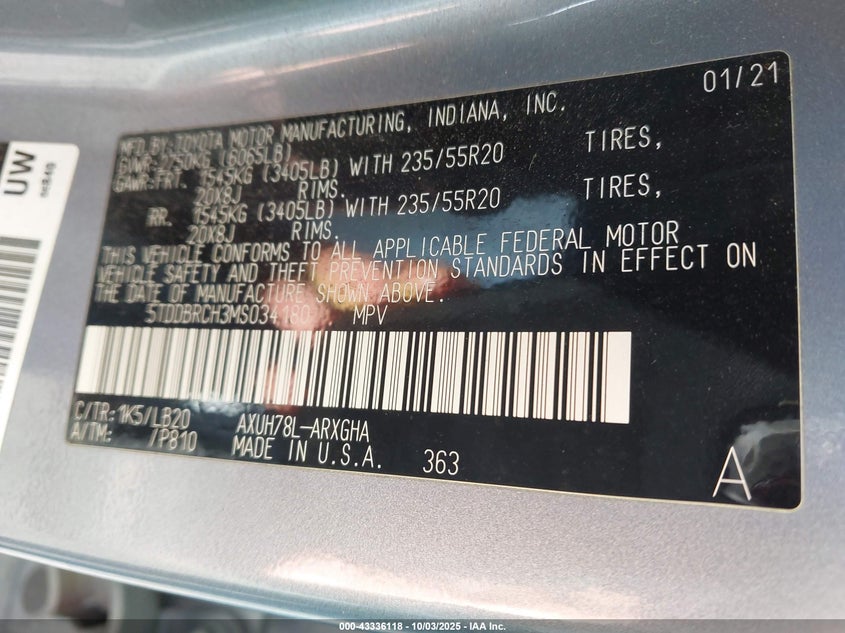 01/21
MFD.BY:TOYOTA MOTOR MANUFACTURING, INDIANA, INC.
GVWR:2750KG (6065LB)
GAWR:FRT. 1545KG (3405LB) WITH 235/55R20 TIRES,
20X8J RIMS.
RR. 1545KG (3405LB) WITH 235/55R20 TIRES,
20X8J RIMS.
THIS VEHICLE CONFORMS TO ALL APPLICABLE FEDERAL MOTOR
VEHICLE SAFETY AND THEFT PREVENTION STANDARDS IN EFFECT ON
THE DATE OF MANUFACTURE SHOWN ABOVE.
5TDDBRCH3MS034180 MPV
C/TR:1K5/LB20 AXUH78L-ARXGHA
A/TM: /P810 MADE IN U.S.A. 363
A
UW
000-43336118 - 10/03/2025 - IAA Inc.